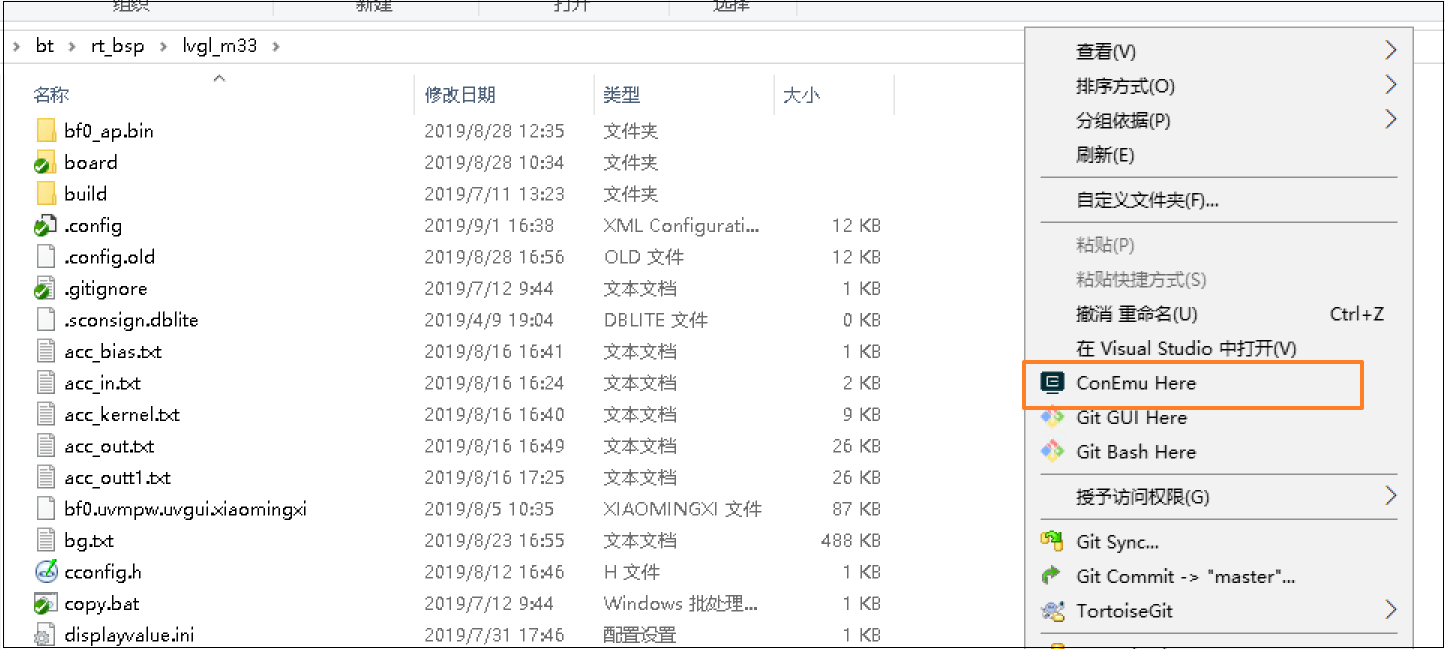 组织 新建 打开 选择
› bt › rt_bsp › lvgl_m33 ›
名称 修改日期 类型 大小
bf0_ap.bin 2019/8/28 12:35 文件夹
board 2019/8/28 10:34 文件夹
build 2019/7/11 13:23 文件夹
.config 2019/9/1 16:38 XML Configurati... 12 KB
.config.old 2019/8/28 16:56 OLD 文件 12 KB
.gitignore 2019/7/12 9:44 文本文档 1 KB
.sconsign.dblite 2019/4/9 19:04 DBLITE 文件 0 KB
acc_bias.txt 2019/8/16 16:41 文本文档 1 KB
acc_in.txt 2019/8/16 16:24 文本文档 2 KB
acc_kernel.txt 2019/8/16 16:40 文本文档 9 KB
acc_out.txt 2019/8/16 16:49 文本文档 26 KB
acc_outt1.txt 2019/8/16 17:25 文本文档 26 KB
bf0.uvmpw.uvgui.xiaomingxi 2019/8/5 10:35 XIAOMINGXI 文件 87 KB
bg.txt 2019/8/23 16:55 文本文档 488 KB
cconfig.h 2019/8/12 16:46 H 文件 1 KB
copy.bat 2019/7/12 9:44 Windows 批处理... 1 KB
displayvalue.ini 2019/7/31 17:46 配置设置 1 KB
查看(V)
排序方式(O)
分组依据(P)
刷新(E)
自定义文件夹(F)...
粘贴(P)
粘贴快捷方式(S)
撤消 重命名(U) Ctrl+Z
在 Visual Studio 中打开(V)
ConEmu Here
Git GUI Here
Git Bash Here
授予访问权限(G)
Git Sync...
Git Commit -> "master"...
TortoiseGit